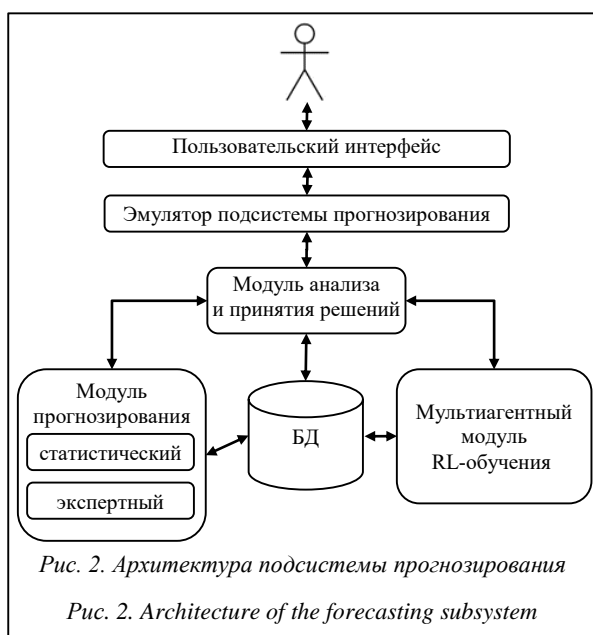 Пользовательский интерфейс
Эмулятор подсистемы прогнозирования
Модуль анализа
и принятия решений
Модуль
прогнозирования
статистический
экспертный
БД
Мультиагентный
модуль
RL-обучения
Рис. 2. Архитектура подсистемы прогнозирования
Рис. 2. Architecture of the forecasting subsystem